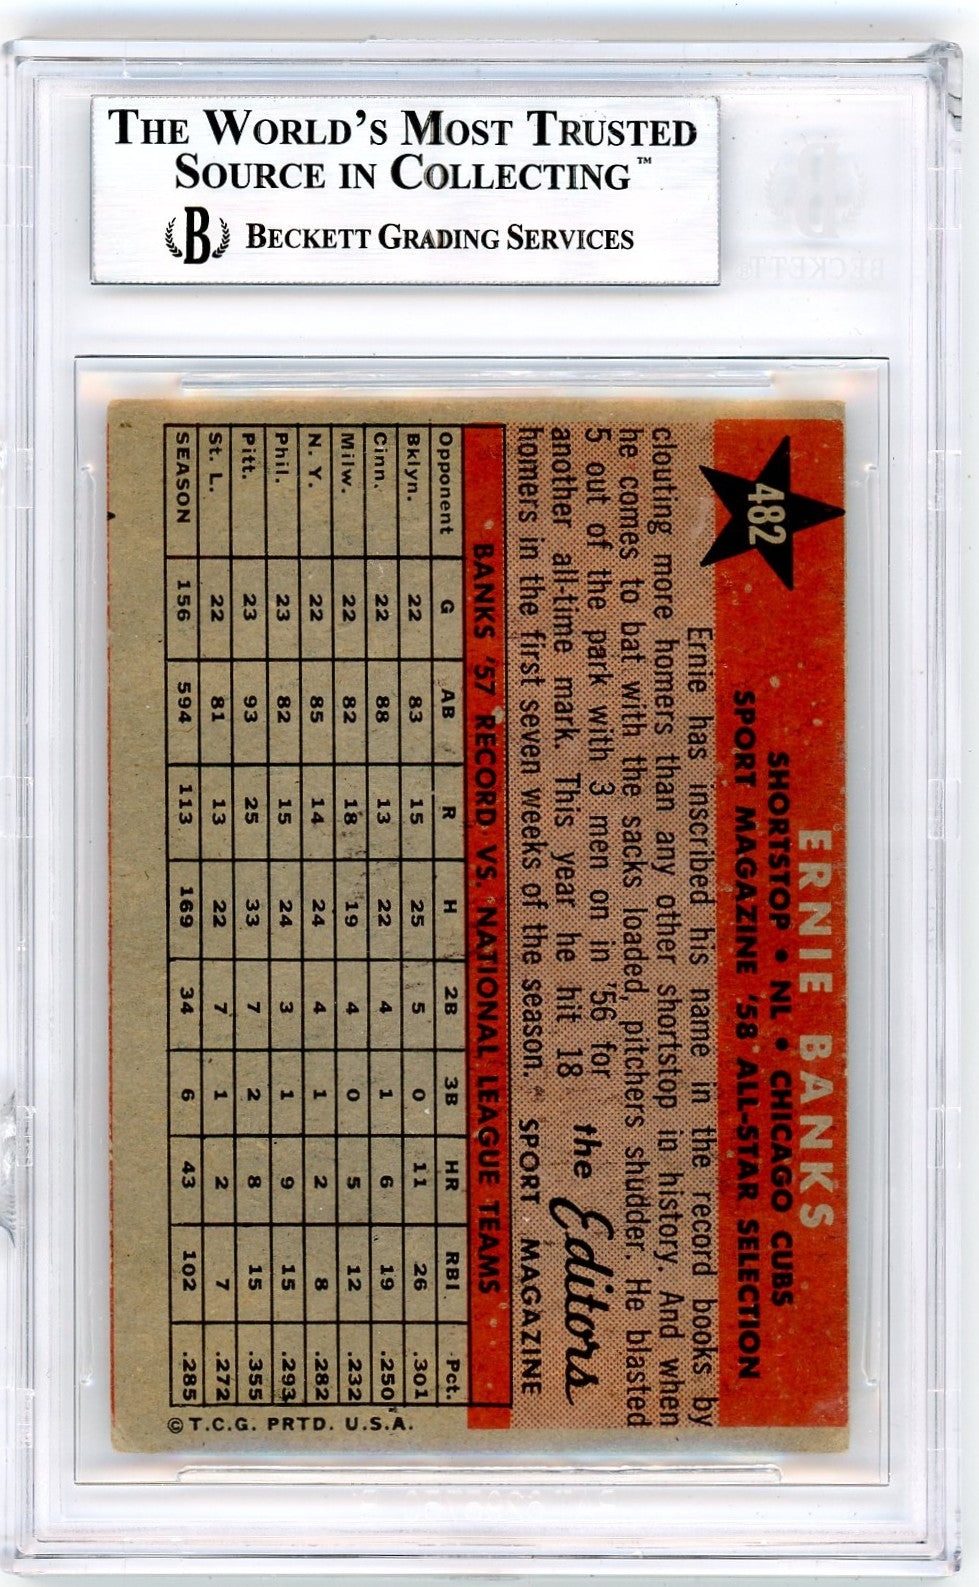 THE WORLD'S MOST TRUSTED
SOURCE IN COLLECTING™
B BECKETT GRADING SERVICES
BECKETT®
482
ERNIE BANKS
SHORTSTOP • NL • CHICAGO CUBS
SPORT MAGAZINE '58 ALL-STAR SELECTION
Ernie has inscribed his name in the record books by
clouting more homers than any other shortstop in history. And when
he comes to bat with the sacks loaded, pitchers shudder. He blasted
5 out of the park with 3 men on in '56 for
another all-time mark. This year he hit 18
homers in the first seven weeks of the season.
the Editors
SPORT MAGAZINE
BANKS '57 RECORD VS. NATIONAL LEAGUE TEAMS
Opponent G AB R H 2B 3B HR RBI Pct.
Bklyn. 22 83 15 25 5 0 11 26 .301
Cinn. 22 88 13 22 4 1 6 19 .250
Milw. 22 82 18 19 4 0 5 12 .232
N. Y. 22 85 14 24 4 1 2 8 .282
Phil. 23 82 15 24 3 1 9 15 .293
Pitt. 23 93 25 33 7 2 8 15 .355
St. L. 22 81 13 22 7 1 2 7 .272
SEASON 156 594 113 169 34 6 43 102 .285
© T.C.G. PRTD. U.S.A.